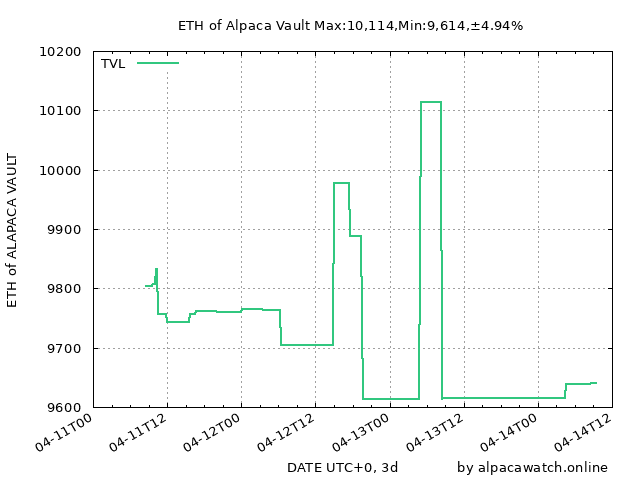 ETH of Alpaca Vault Max:10,114,Min:9,614,±4.94%
TVL
10200
10100
10000
9900
9800
9700
9600
ETH of ALAPACA VAULT
04-11T00
04-11T12
04-12T00
04-12T12
04-13T00
04-13T12
04-14T00
04-14T12
DATE UTC+0, 3d
by alpacawatch.online